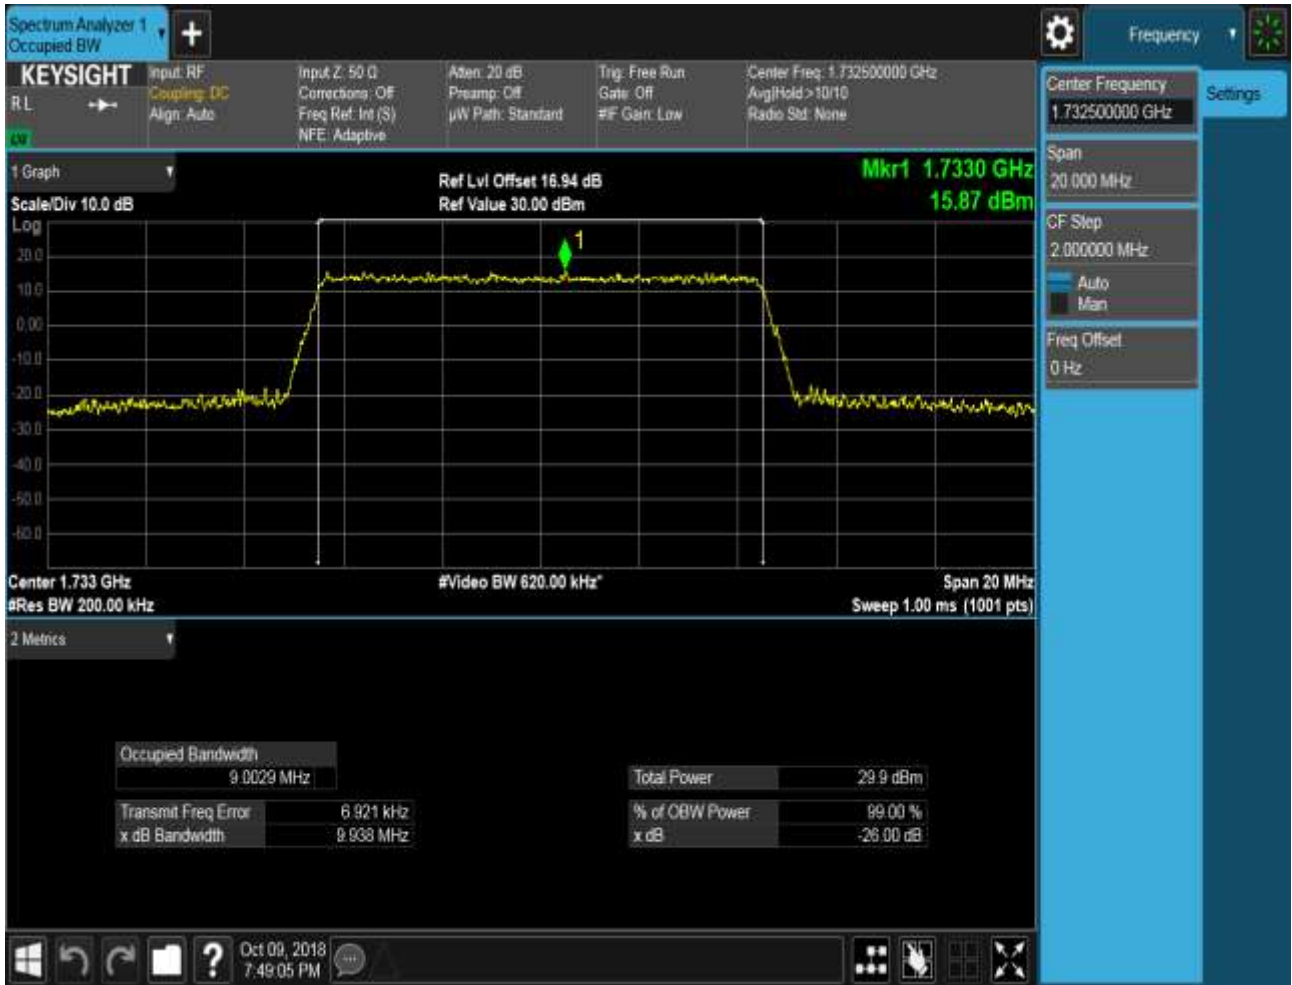 Spectrum Analyzer 1
Occupied BW
Frequency
KEYSIGHT
R L
Input: RF
Coupling: DC
Align: Auto
Input Z: 50 Ω
Corrections: Off
Freq Ref: Int (S)
NFE: Adaptive
Atten: 20 dB
Preamp: Off
µW Path: Standard
Trig: Free Run
Gate: Off
#IF Gain: Low
Center Freq: 1.732500000 GHz
Avg|Hold:>10/10
Radio Std: None
Center Frequency
1.732500000 GHz
Settings
Span
20.000 MHz
CF Step
2.000000 MHz
Auto
Man
Freq Offset
0 Hz
1 Graph
Scale/Div 10.0 dB
Ref Lvl Offset 16.94 dB
Ref Value 30.00 dBm
Mkr1 1.7330 GHz
15.87 dBm
Log
1
20.0
10.0
0.00
-10.0
-20.0
-30.0
-40.0
-50.0
-60.0
Center 1.733 GHz
#Video BW 620.00 kHz*
Span 20 MHz
#Res BW 200.00 kHz
Sweep 1.00 ms (1001 pts)
2 Metrics
Occupied Bandwidth
9.0029 MHz
Total Power 29.9 dBm
Transmit Freq Error 6.921 kHz
% of OBW Power 99.00 %
x dB Bandwidth 9.938 MHz
x dB -26.00 dB
?
Oct 09, 2018
7:49:05 PM